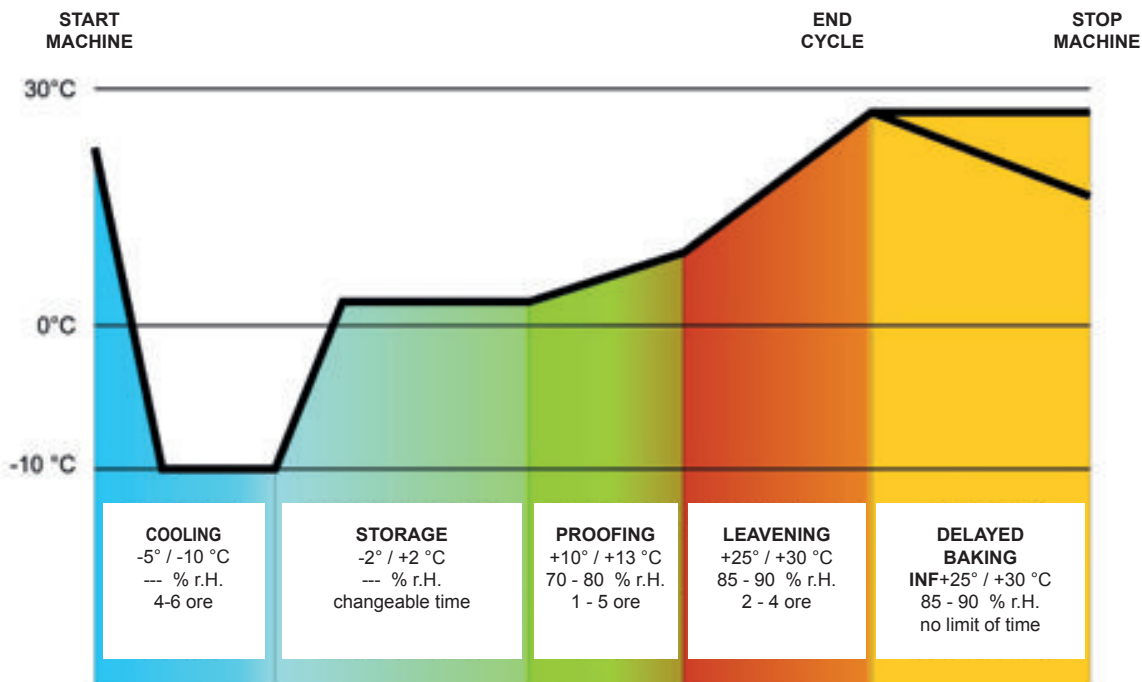 START
MACHINE
END
CYCLE
STOP
MACHINE
30°C
0°C
-10 °C
COOLING
-5° / -10 °C
--- % r.H.
4-6 ore
STORAGE
-2° / +2 °C
--- % r.H.
changeable time
PROOFING
+10° / +13 °C
70 - 80 % r.H.
1 - 5 ore
LEAVENING
+25° / +30 °C
85 - 90 % r.H.
2 - 4 ore
DELAYED
BAKING
INF+25° / +30 °C
85 - 90 % r.H.
no limit of time